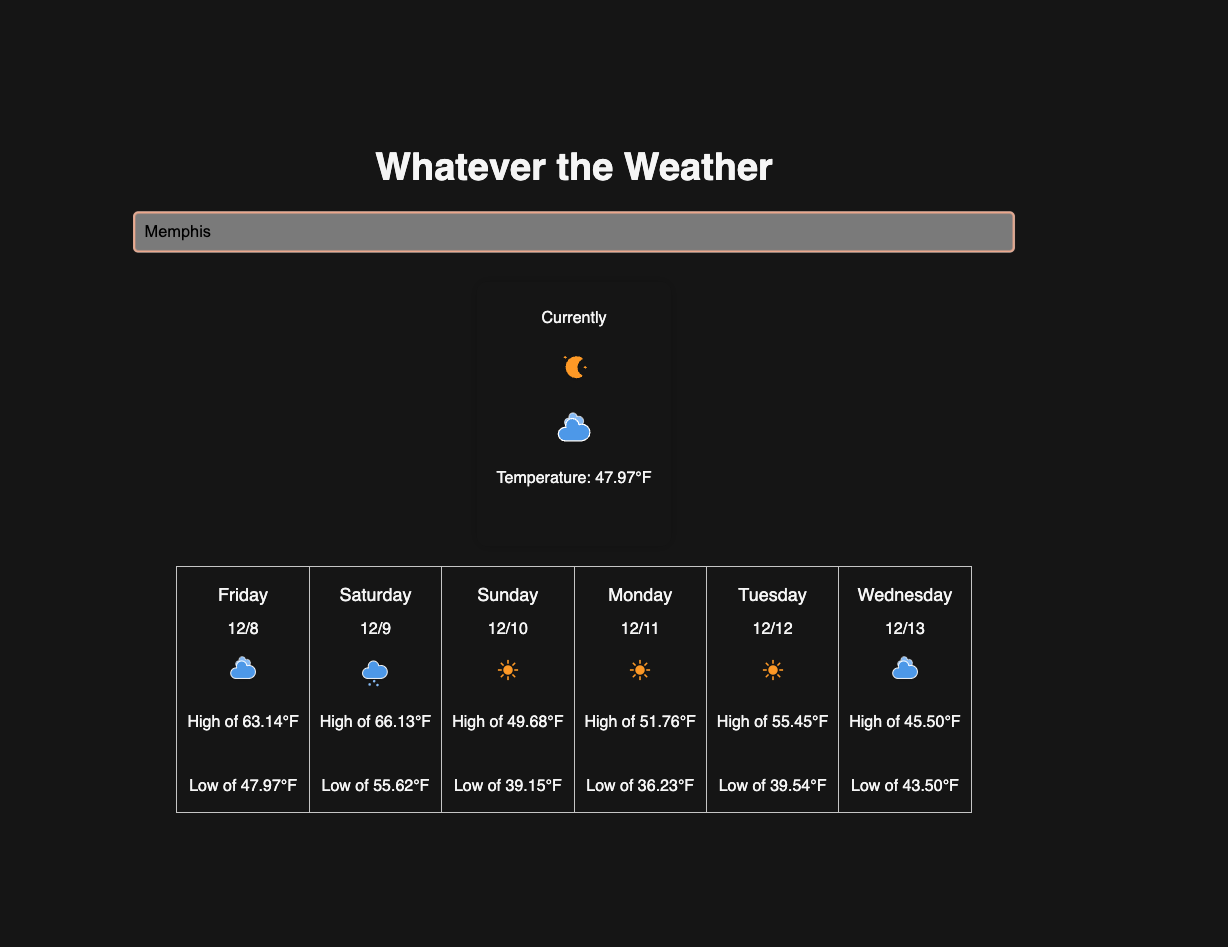 Whatever the Weather
Memphis
Currently
Temperature: 47.97°F
Friday
12/8
High of 63.14°F
Low of 47.97°F
Saturday
12/9
High of 66.13°F
Low of 55.62°F
Sunday
12/10
High of 49.68°F
Low of 39.15°F
Monday
12/11
High of 51.76°F
Low of 36.23°F
Tuesday
12/12
High of 55.45°F
Low of 39.54°F
Wednesday
12/13
High of 45.50°F
Low of 43.50°F